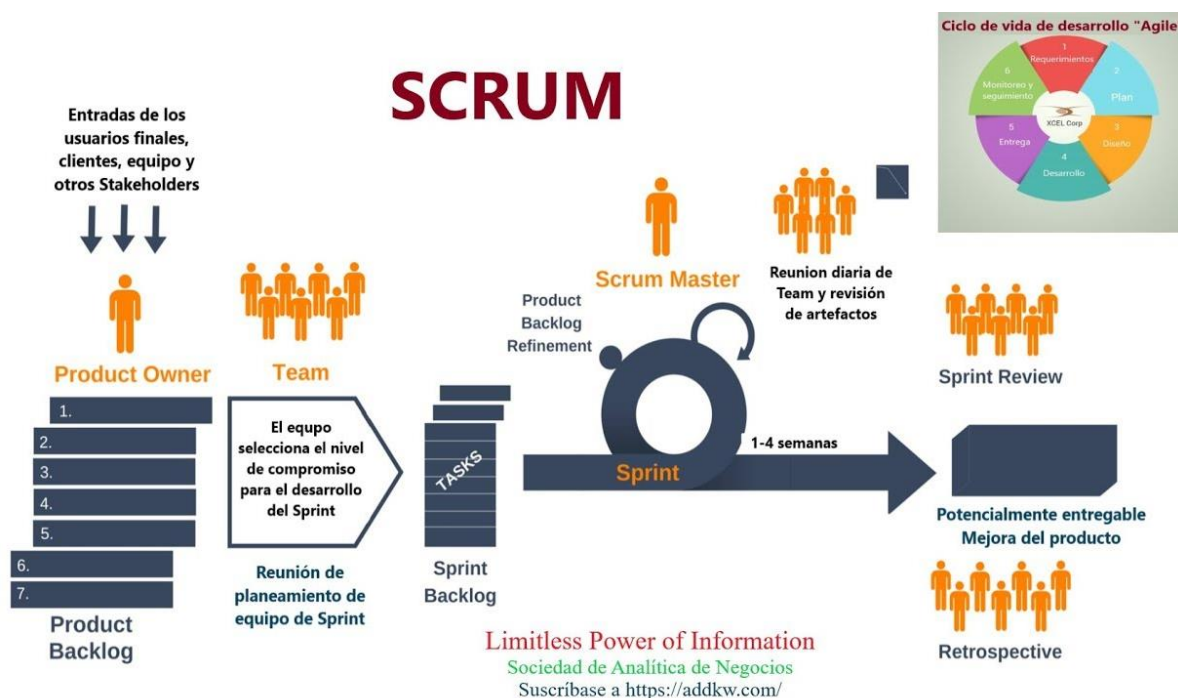 SCRUM
Ciclo de vida de desarrollo "Agile
1
Requerimientos
2
Plan
3
Diseño
4
Desarrollo
5
Entrega
6
Monitoreo y
seguimiento
XCEL Corp
Entradas de los
usuarios finales,
clientes, equipo y
otros Stakeholders
Product Owner
1.
2.
3.
4.
5.
6.
7.
Product
Backlog
Team
El equpo
selecciona el nivel
de compromiso
para el desarrollo
del Sprint
Reunión de
planeamiento de
equipo de Sprint
TASKS
Sprint
Backlog
Scrum Master
Product
Backlog
Refinement
Sprint
1-4 semanas
Reunion diaria de
Team y revisión
de artefactos
Sprint Review
Potencialmente entregable
Mejora del producto
Retrospective
Limitless Power of Information
Sociedad de Analítica de Negocios
Suscríbase a https://addkw.com/